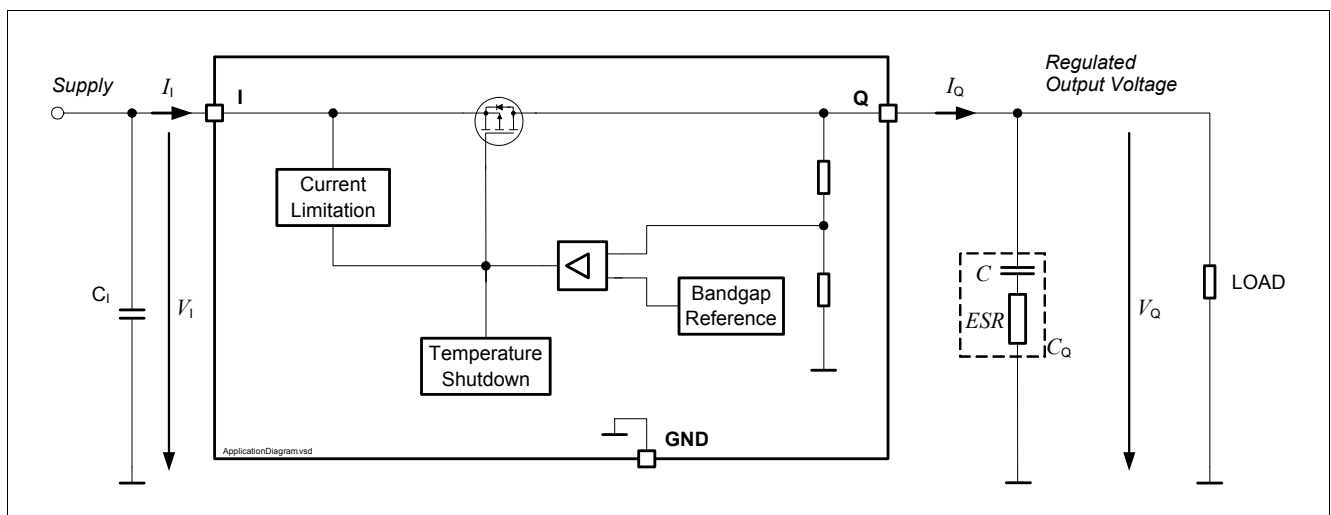 Supply
I_I
I
Q
I_Q
Regulated
Output Voltage
Current
Limitation
C_I
V_I
Bandgap
Reference
Temperature
Shutdown
C
ESR
C_Q
V_Q
LOAD
GND
ApplicationDiagram.vsd